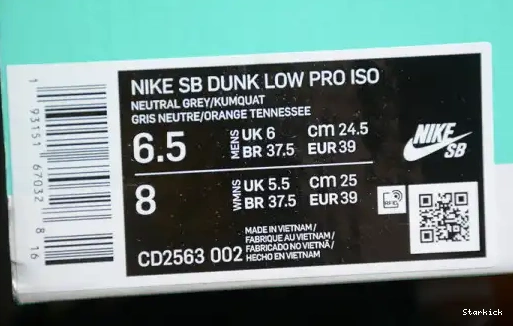 NIKE SB DUNK LOW PRO ISO
NEUTRAL GREY/KUMQUAT
GRIS NEUTRE/ORANGE TENNESSEE
6.5 MENS UK 6 CM 24.5
BR 37.5 EUR 39
8 WMNS UK 5.5 CM 25
BR 37.5 EUR 39
MADE IN VIETNAM/
FABRIQUE AU VIETNAM/
FABRICADO NO VIETNÃ/
HECHO EN VIETNAM
CD2563 002
NIKE
SB
RFID
1 93151 67032 8 16
Starkick